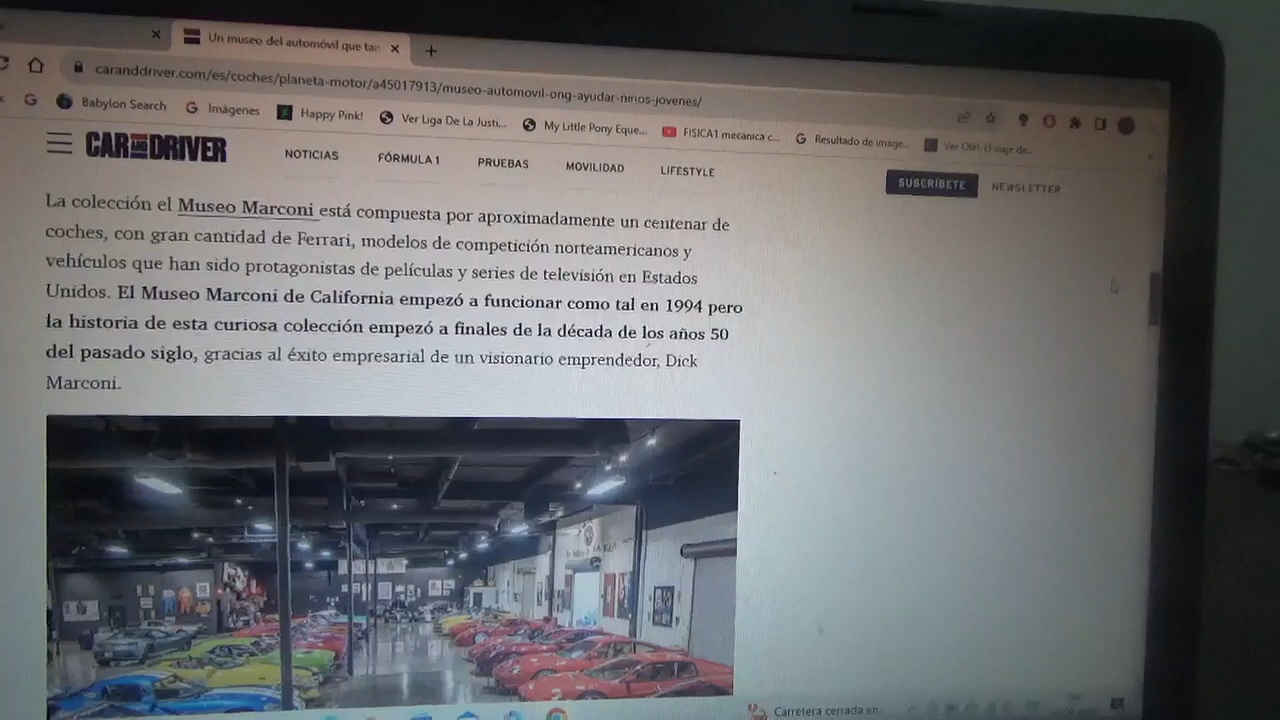 Un museo del automóvil que tan
caranddriver.com/es/coches/planeta-motor/a45017913/museo-automovil-ong-ayudar-ninos-jovenes/
Babylon Search
Imágenes
Happy Pink!
Ver Liga De La Justi...
My Little Pony Eque...
FISICA1 mecanica c...
Resultado de image...
Ver Olé!: El viaje de...
CAR AND DRIVER
NOTICIAS
FÓRMULA 1
PRUEBAS
MOVILIDAD
LIFESTYLE
SUSCRÍBETE
NEWSLETTER
La colección el Museo Marconi está compuesta por aproximadamente un centenar de
coches, con gran cantidad de Ferrari, modelos de competición norteamericanos y
vehículos que han sido protagonistas de películas y series de televisión en Estados
Unidos. El Museo Marconi de California empezó a funcionar como tal en 1994 pero
la historia de esta curiosa colección empezó a finales de la década de los años 50
del pasado siglo, gracias al éxito empresarial de un visionario emprendedor, Dick
Marconi.
Carretera cerrada en